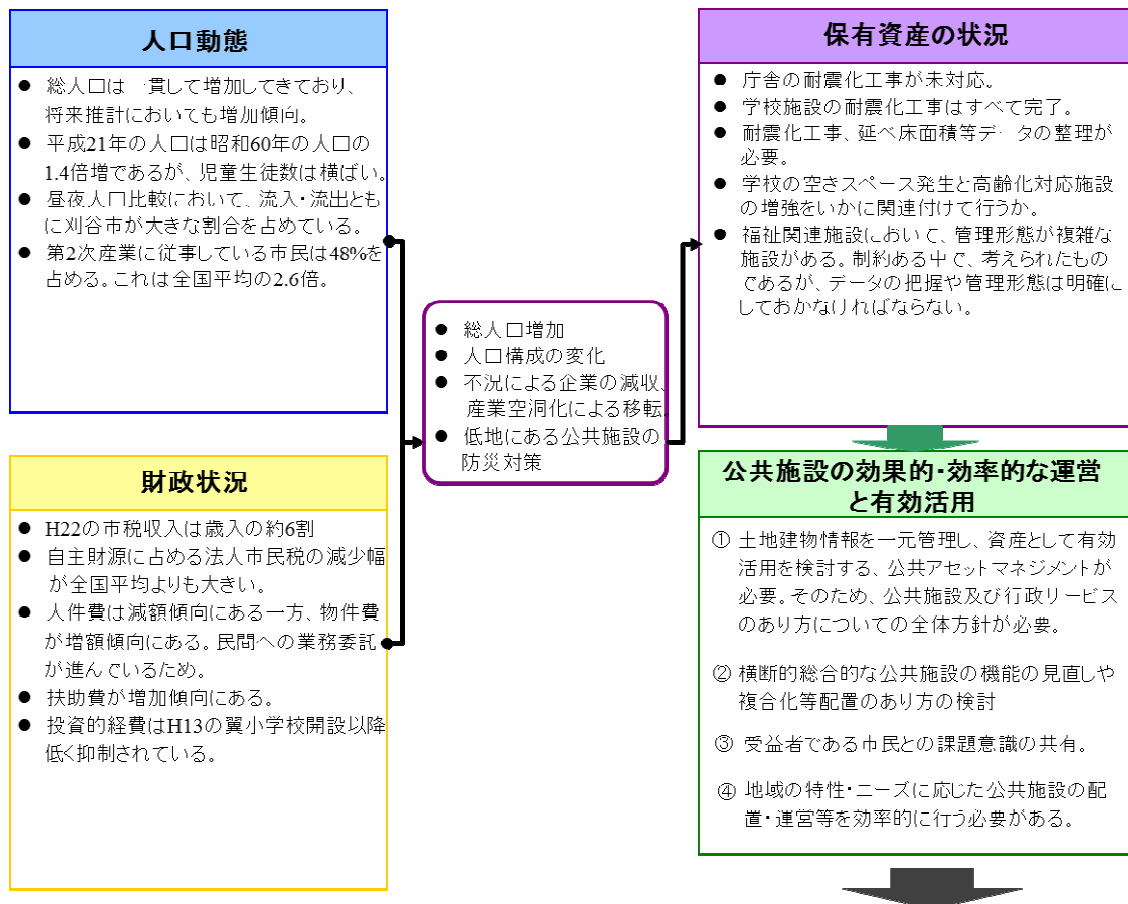 人口動態
● 総人口は一貫して増加してきており、
将来推計においても増加傾向。
● 平成21年の人口は昭和60年の人口の
1.4倍増であるが、児童生徒数は横ばい。
● 昼夜人口比較において、流入・流出とも
に刈谷市が大きな割合を占めている。
● 第2次産業に従事している市民は48%を
占める。これは全国平均の2.6倍。
財政状況
● H22の市税収入は歳入の約6割
● 自主財源に占める法人市民税の減少幅
が全国平均よりも大きい。
● 人件費は減額傾向にある一方、物件費
が増額傾向にある。民間への業務委託
が進んでいるため。
● 扶助費が増加傾向にある。
● 投資的経費はH13の翼小学校開設以降
低く抑制されている。
● 総人口増加
● 人口構成の変化
● 不況による企業の減収、
産業空洞化による移転。
● 低地にある公共施設の
防災対策
保有資産の状況
● 庁舎の耐震化工事が未対応。
● 学校施設の耐震化工事はすべて完了。
● 耐震化工事、延べ床面積等データの整理が
必要。
● 学校の空きスペース発生と高齢化対応施設
の増強をいかに関連付けて行うか。
● 福祉関連施設において、管理形態が複雑な
施設がある。制約ある中で、考えられたもの
であるが、データの把握や管理形態は明確に
しておかなければならない。
公共施設の効果的・効率的な運営
と有効活用
① 土地建物情報を一元管理し、資産として有効
活用を検討する、公共アセットマネジメントが
必要。そのため、公共施設及び行政サービス
のあり方についての全体方針が必要。
② 横断的総合的な公共施設の機能の見直しや
複合化等配置のあり方の検討
③ 受益者である市民との課題意識の共有。
④ 地域の特性・ニーズに応じた公共施設の配
置・運営等を効率的に行う必要がある。